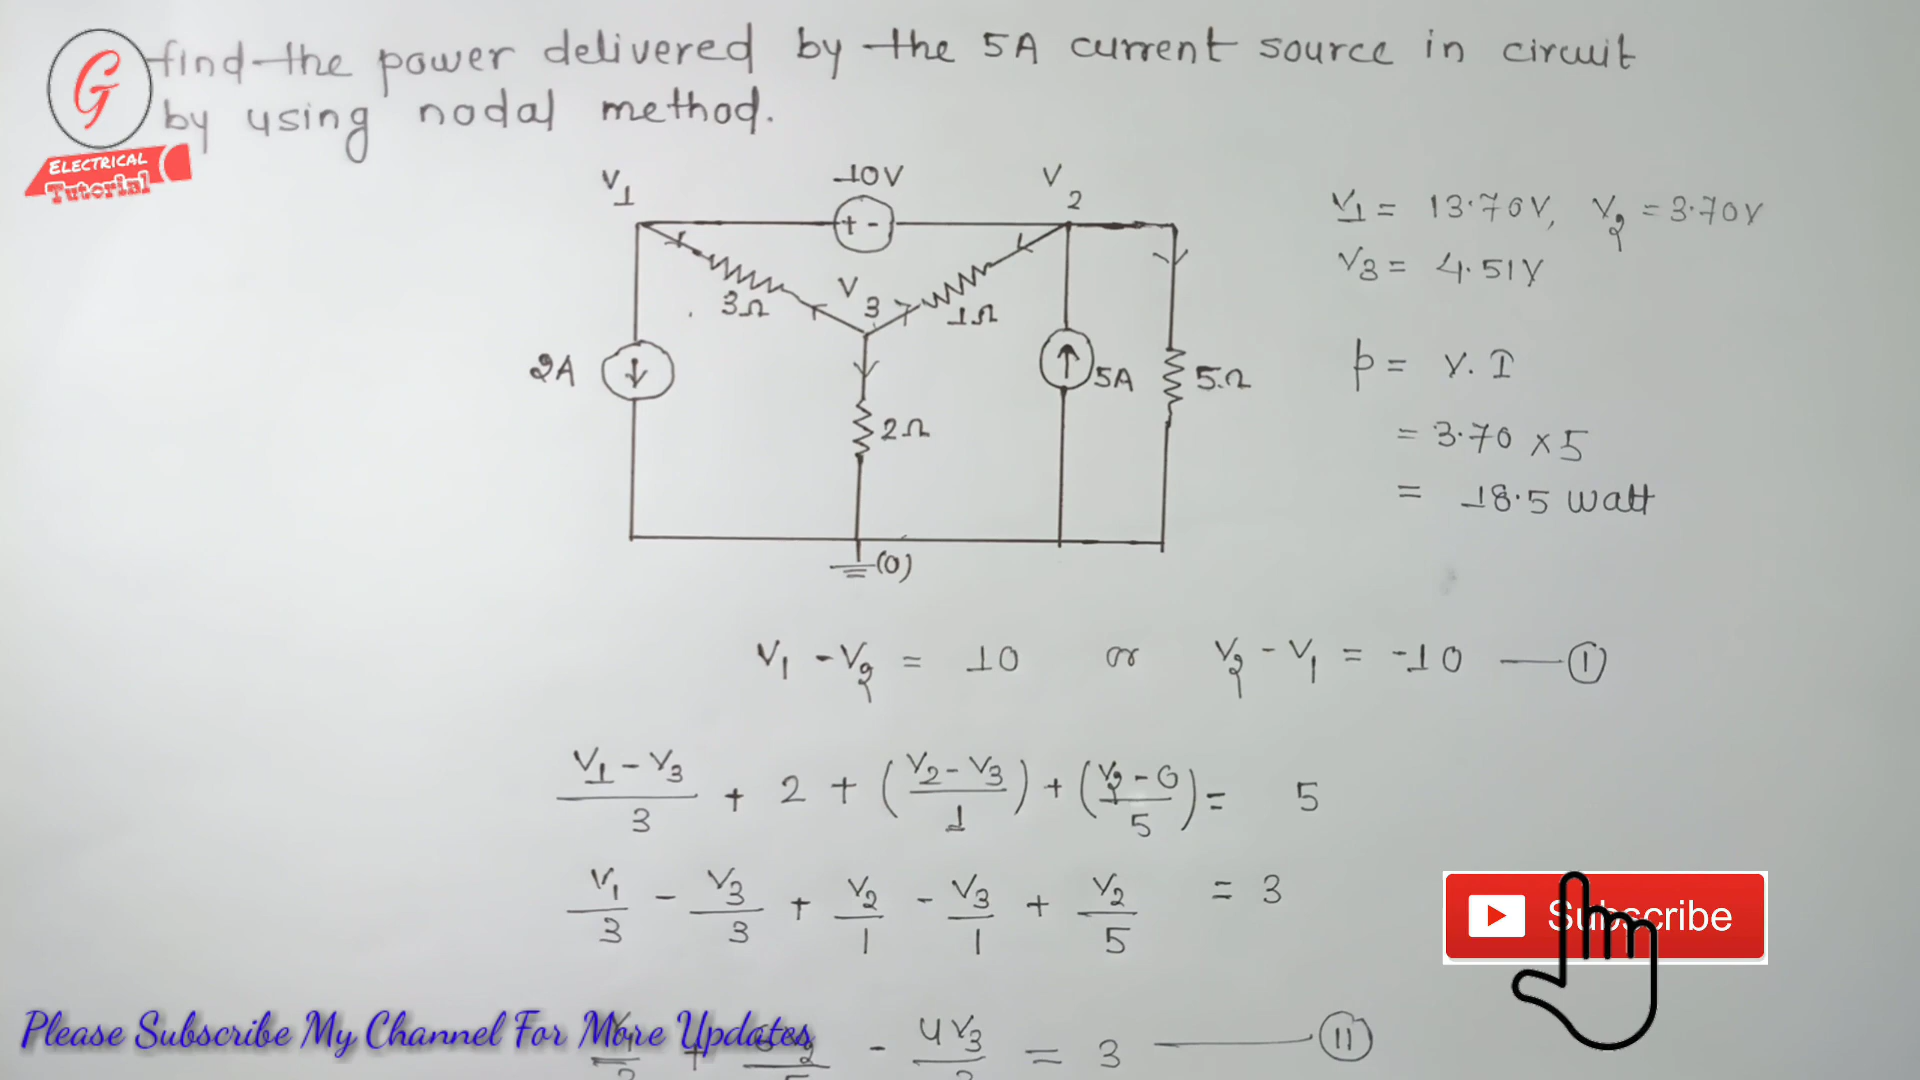 find the power delivered by the 5A current source in circuit
by using nodal method.
G
ELECTRICAL
Tutorial
V1
10V
V2
+ -
3Ω
V3
1Ω
2A
5A
5Ω
2Ω
(0)
V1 = 13.70V, V2 = 3.70V
V3 = 4.51V
P = V.I
= 3.70 x 5
= 18.5 watt
V1 - V2 = 10 or V2 - V1 = -10 — (I)
(V1 - V3)/3 + 2 + ((V2 - V3)/1) + ((V2 - 0)/5) = 5
V1/3 - V3/3 + V2/1 - V3/1 + V2/5 = 3
- 4V3/3 = 3 — (II)
Subscribe
Please Subscribe My Channel For More Updates